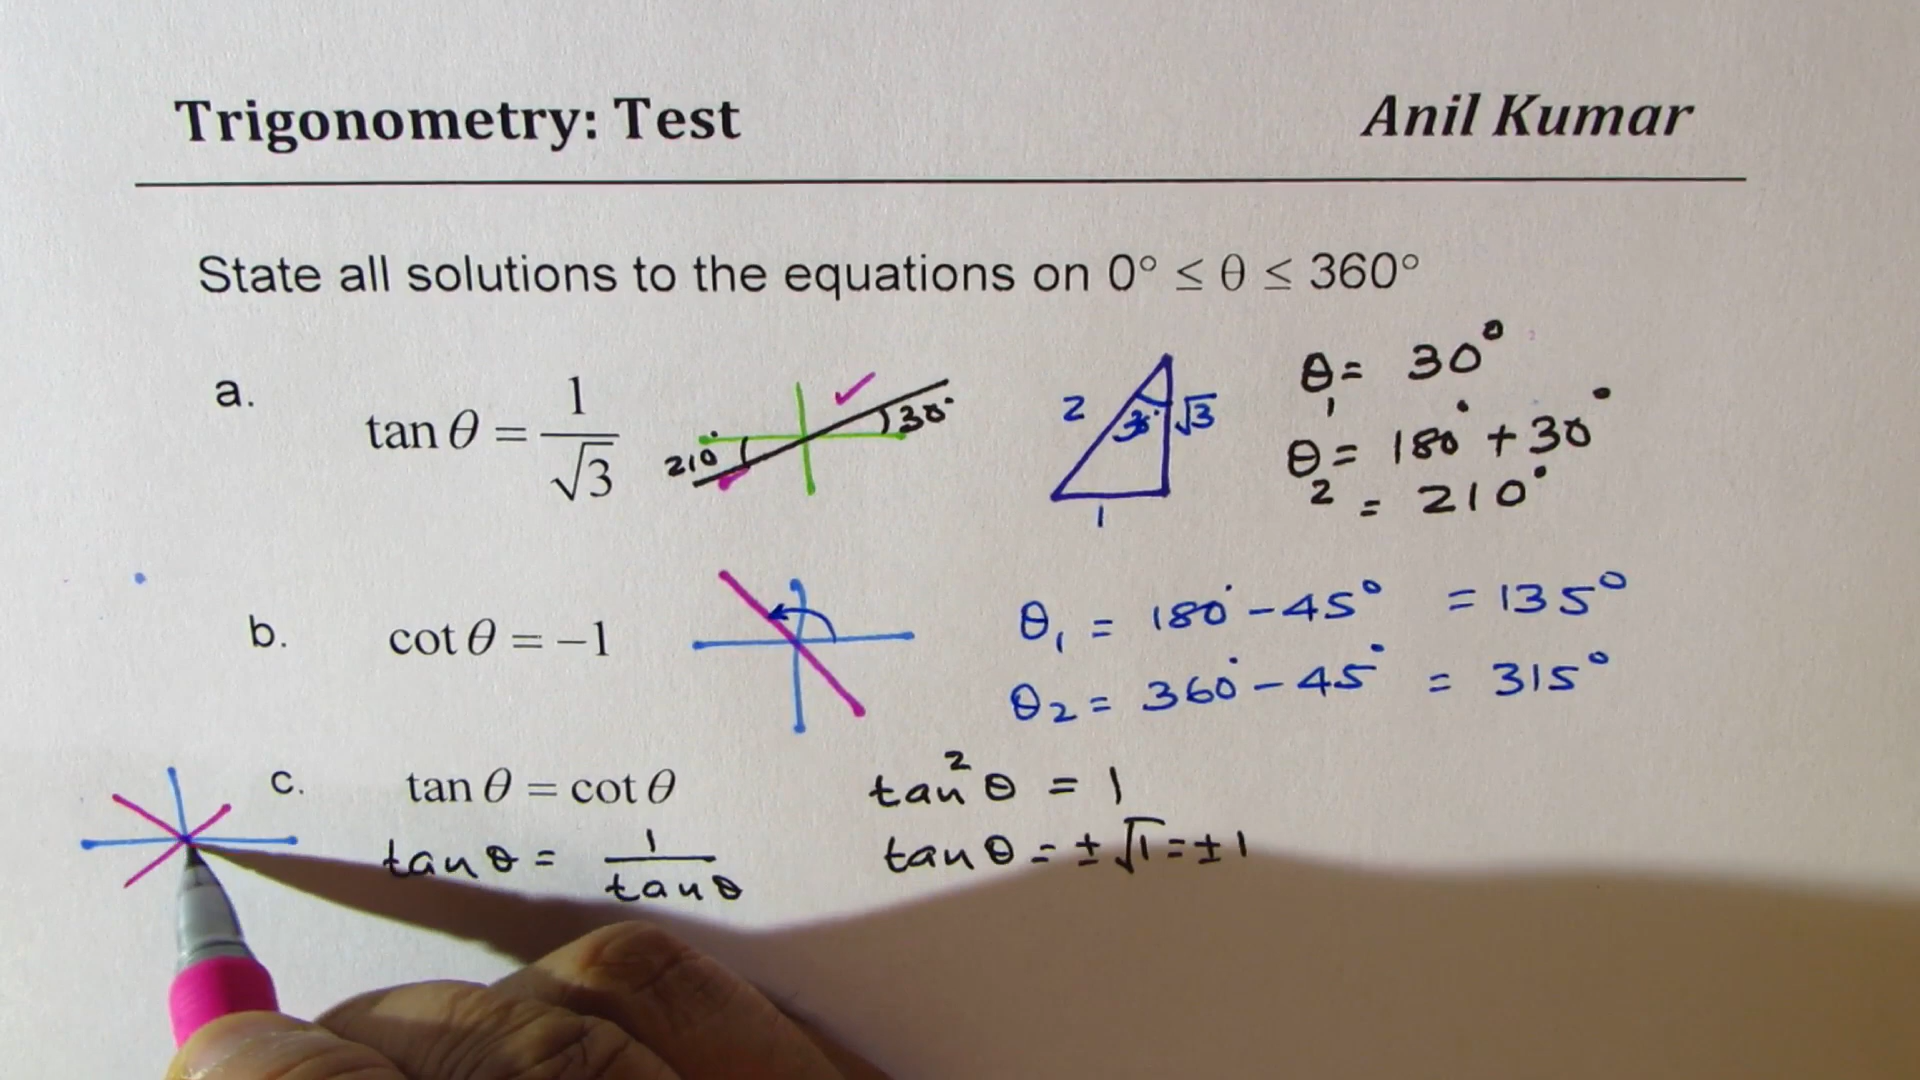 Trigonometry: Test Anil Kumar
State all solutions to the equations on 0° ≤ θ ≤ 360°
a. tan θ = 1/√3
210° 30°
2 30° √3
1
θ₁ = 30°
θ₂ = 180° + 30°
= 210°
b. cot θ = −1
θ₁ = 180° − 45° = 135°
θ₂ = 360° − 45° = 315°
c. tan θ = cot θ tan²θ = 1
tan θ = 1/tan θ tan θ = ±√1 = ±1